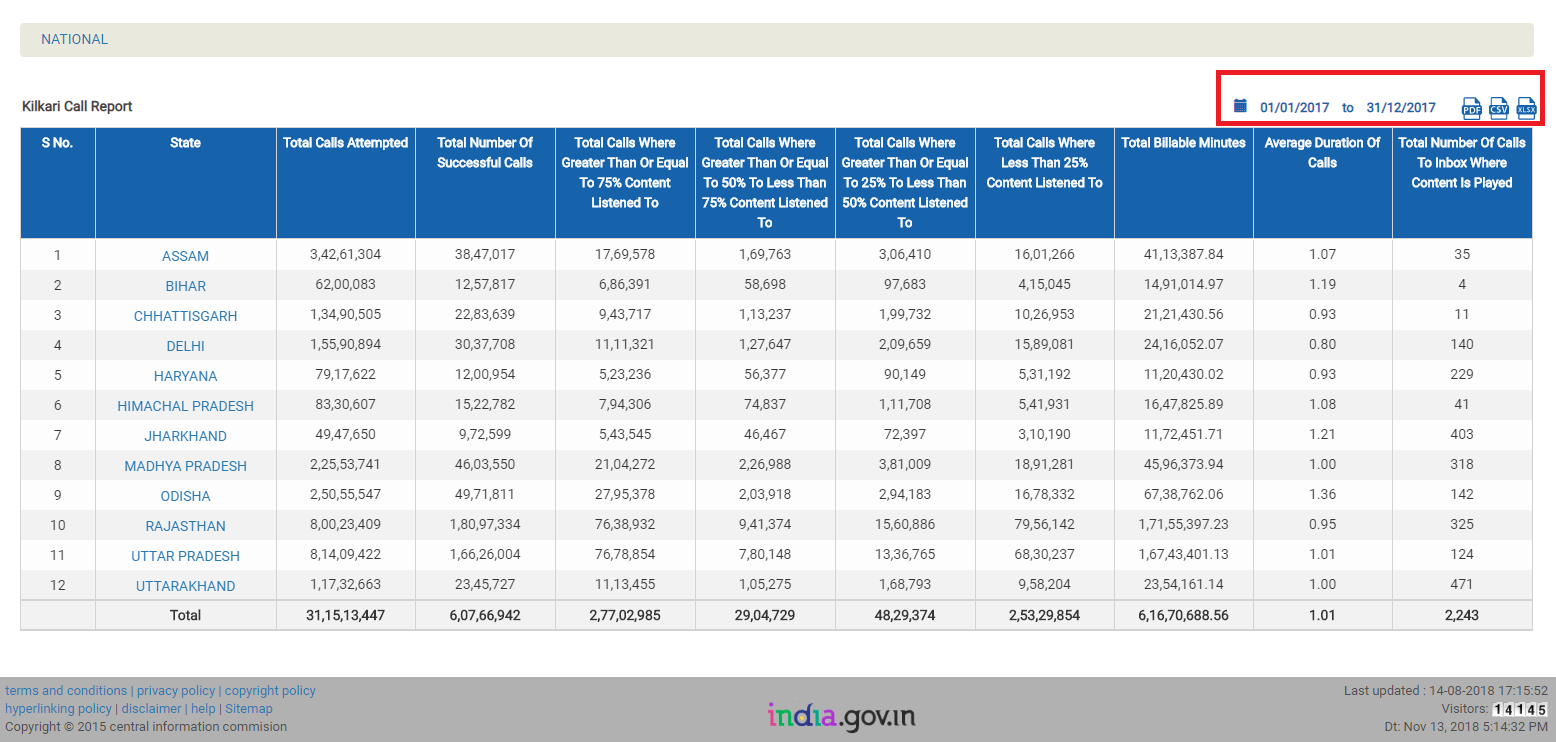 NATIONAL
Kilkari Call Report
01/01/2017 to 31/12/2017 PDF CSV XLSX
S No. State Total Calls Attempted Total Number Of Successful Calls Total Calls Where Greater Than Or Equal To 75% Content Listened To Total Calls Where Greater Than Or Equal To 50% To Less Than 75% Content Listened To Total Calls Where Greater Than Or Equal To 25% To Less Than 50% Content Listened To Total Calls Where Less Than 25% Content Listened To Total Billable Minutes Average Duration Of Calls Total Number Of Calls To Inbox Where Content Is Played
1 ASSAM 3,42,61,304 38,47,017 17,69,578 1,69,763 3,06,410 16,01,266 41,13,387.84 1.07 35
2 BIHAR 62,00,083 12,57,817 6,86,391 58,698 97,683 4,15,045 14,91,014.97 1.19 4
3 CHHATTISGARH 1,34,90,505 22,83,639 9,43,717 1,13,237 1,99,732 10,26,953 21,21,430.56 0.93 11
4 DELHI 1,55,90,894 30,37,708 11,11,321 1,27,647 2,09,659 15,89,081 24,16,052.07 0.80 140
5 HARYANA 79,17,622 12,00,954 5,23,236 56,377 90,149 5,31,192 11,20,430.02 0.93 229
6 HIMACHAL PRADESH 83,30,607 15,22,782 7,94,306 74,837 1,11,708 5,41,931 16,47,825.89 1.08 41
7 JHARKHAND 49,47,650 9,72,599 5,43,545 46,467 72,397 3,10,190 11,72,451.71 1.21 403
8 MADHYA PRADESH 2,25,53,741 46,03,550 21,04,272 2,26,988 3,81,009 18,91,281 45,96,373.94 1.00 318
9 ODISHA 2,50,55,547 49,71,811 27,95,378 2,03,918 2,94,183 16,78,332 67,38,762.06 1.36 142
10 RAJASTHAN 8,00,23,409 1,80,97,334 76,38,932 9,41,374 15,60,886 79,56,142 1,71,55,397.23 0.95 325
11 UTTAR PRADESH 8,14,09,422 1,66,26,004 76,78,854 7,80,148 13,36,765 68,30,237 1,67,43,401.13 1.01 124
12 UTTARAKHAND 1,17,32,663 23,45,727 11,13,455 1,05,275 1,68,793 9,58,204 23,54,161.14 1.00 471
Total 31,15,13,447 6,07,66,942 2,77,02,985 29,04,729 48,29,374 2,53,29,854 6,16,70,688.56 1.01 2,243
terms and conditions | privacy policy | copyright policy
hyperlinking policy | disclaimer | help | Sitemap
Copyright © 2015 central information commision
india.gov.in
Last updated : 14-08-2018 17:15:52
Visitors: 14145
Dt: Nov 13, 2018 5:14:32 PM